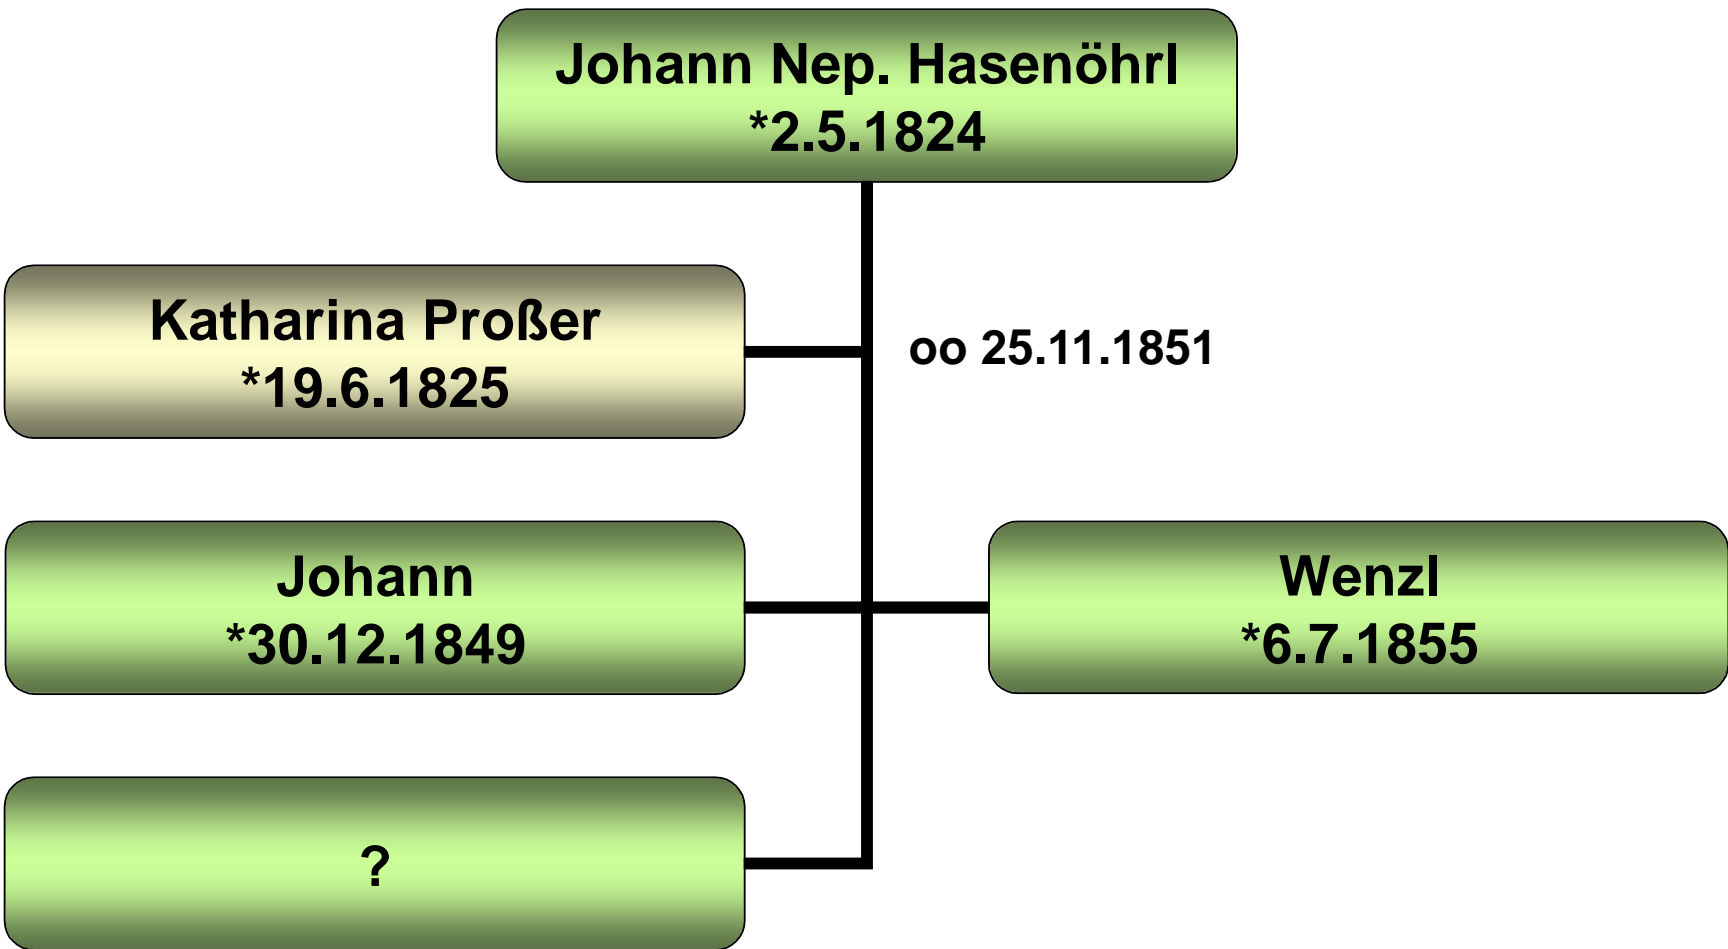 Johann Nep. Hasenöhrl
*2.5.1824
Katharina Proßer
*19.6.1825
oo 25.11.1851
Johann
*30.12.1849
Wenzl
*6.7.1855
?